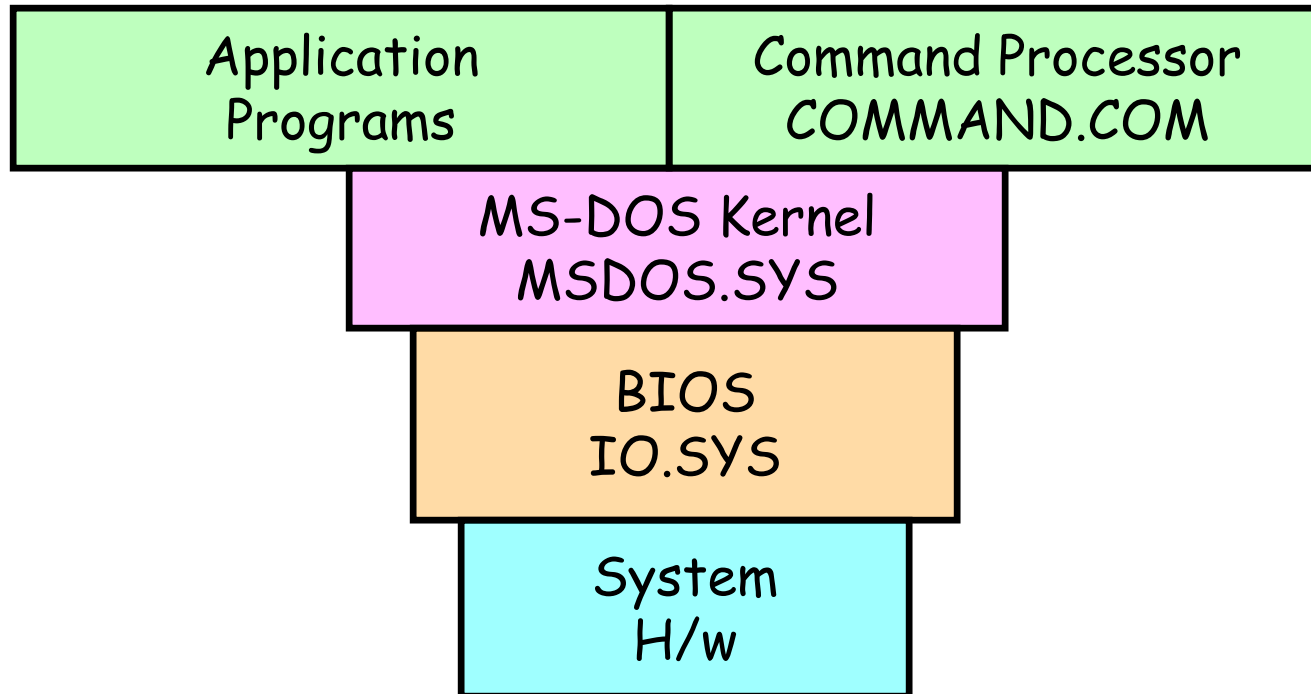 Application
Programs
Command Processor
COMMAND.COM
MS-DOS Kernel
MSDOS.SYS
BIOS
IO.SYS
System
H/w